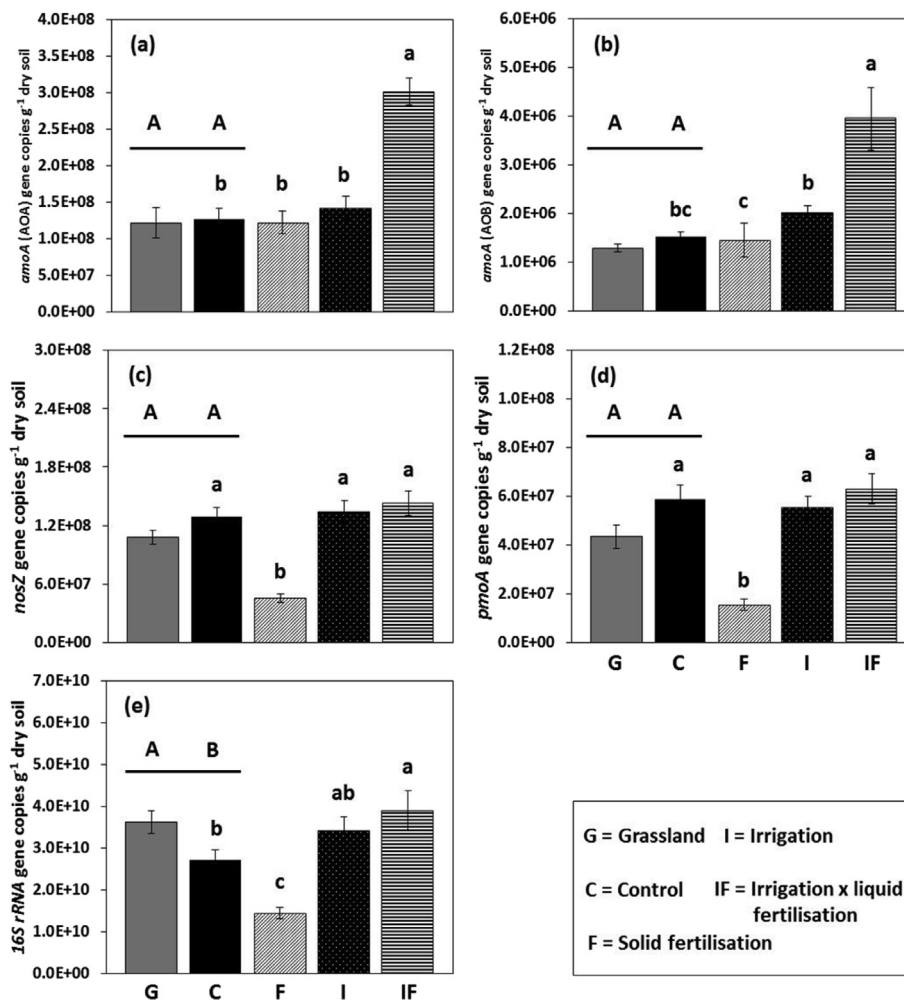 (a)
amoA (AOA) gene copies g⁻¹ dry soil
4.0E+08
3.5E+08
3.0E+08
2.5E+08
2.0E+08
1.5E+08
1.0E+08
5.0E+07
0.0E+00
A A
b b b a
(b)
amoA (AOB) gene copies g⁻¹ dry soil
6.0E+06
5.0E+06
4.0E+06
3.0E+06
2.0E+06
1.0E+06
0.0E+00
A A
bc c b a
(c)
nosZ gene copies g⁻¹ dry soil
3.0E+08
2.4E+08
1.8E+08
1.2E+08
6.0E+07
0.0E+00
A A
a b a a
(d)
pmoA gene copies g⁻¹ dry soil
1.2E+08
1.0E+08
8.0E+07
6.0E+07
4.0E+07
2.0E+07
0.0E+00
A A
a b a a
G C F I IF
(e)
16S rRNA gene copies g⁻¹ dry soil
7.0E+10
6.0E+10
5.0E+10
4.0E+10
3.0E+10
2.0E+10
1.0E+10
0.0E+00
A B
b c ab a
G C F I IF
G = Grassland I = Irrigation
C = Control IF = Irrigation x liquid
fertilisation
F = Solid fertilisation